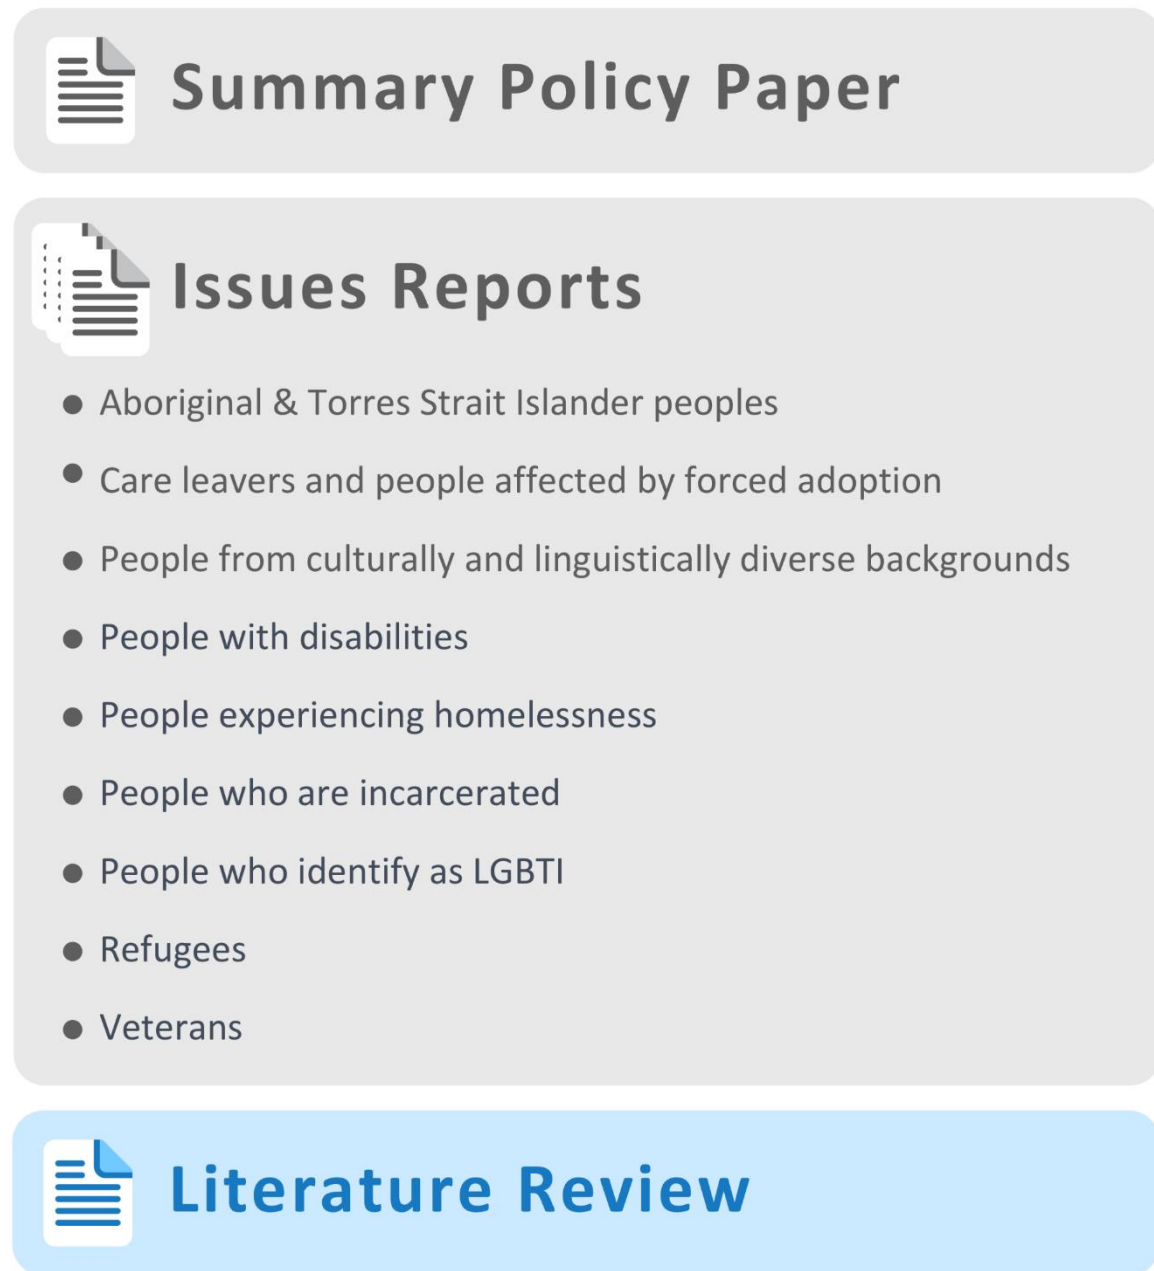 Summary Policy Paper
Issues Reports
● Aboriginal & Torres Strait Islander peoples
● Care leavers and people affected by forced adoption
● People from culturally and linguistically diverse backgrounds
● People with disabilities
● People experiencing homelessness
● People who are incarcerated
● People who identify as LGBTI
● Refugees
● Veterans
Literature Review